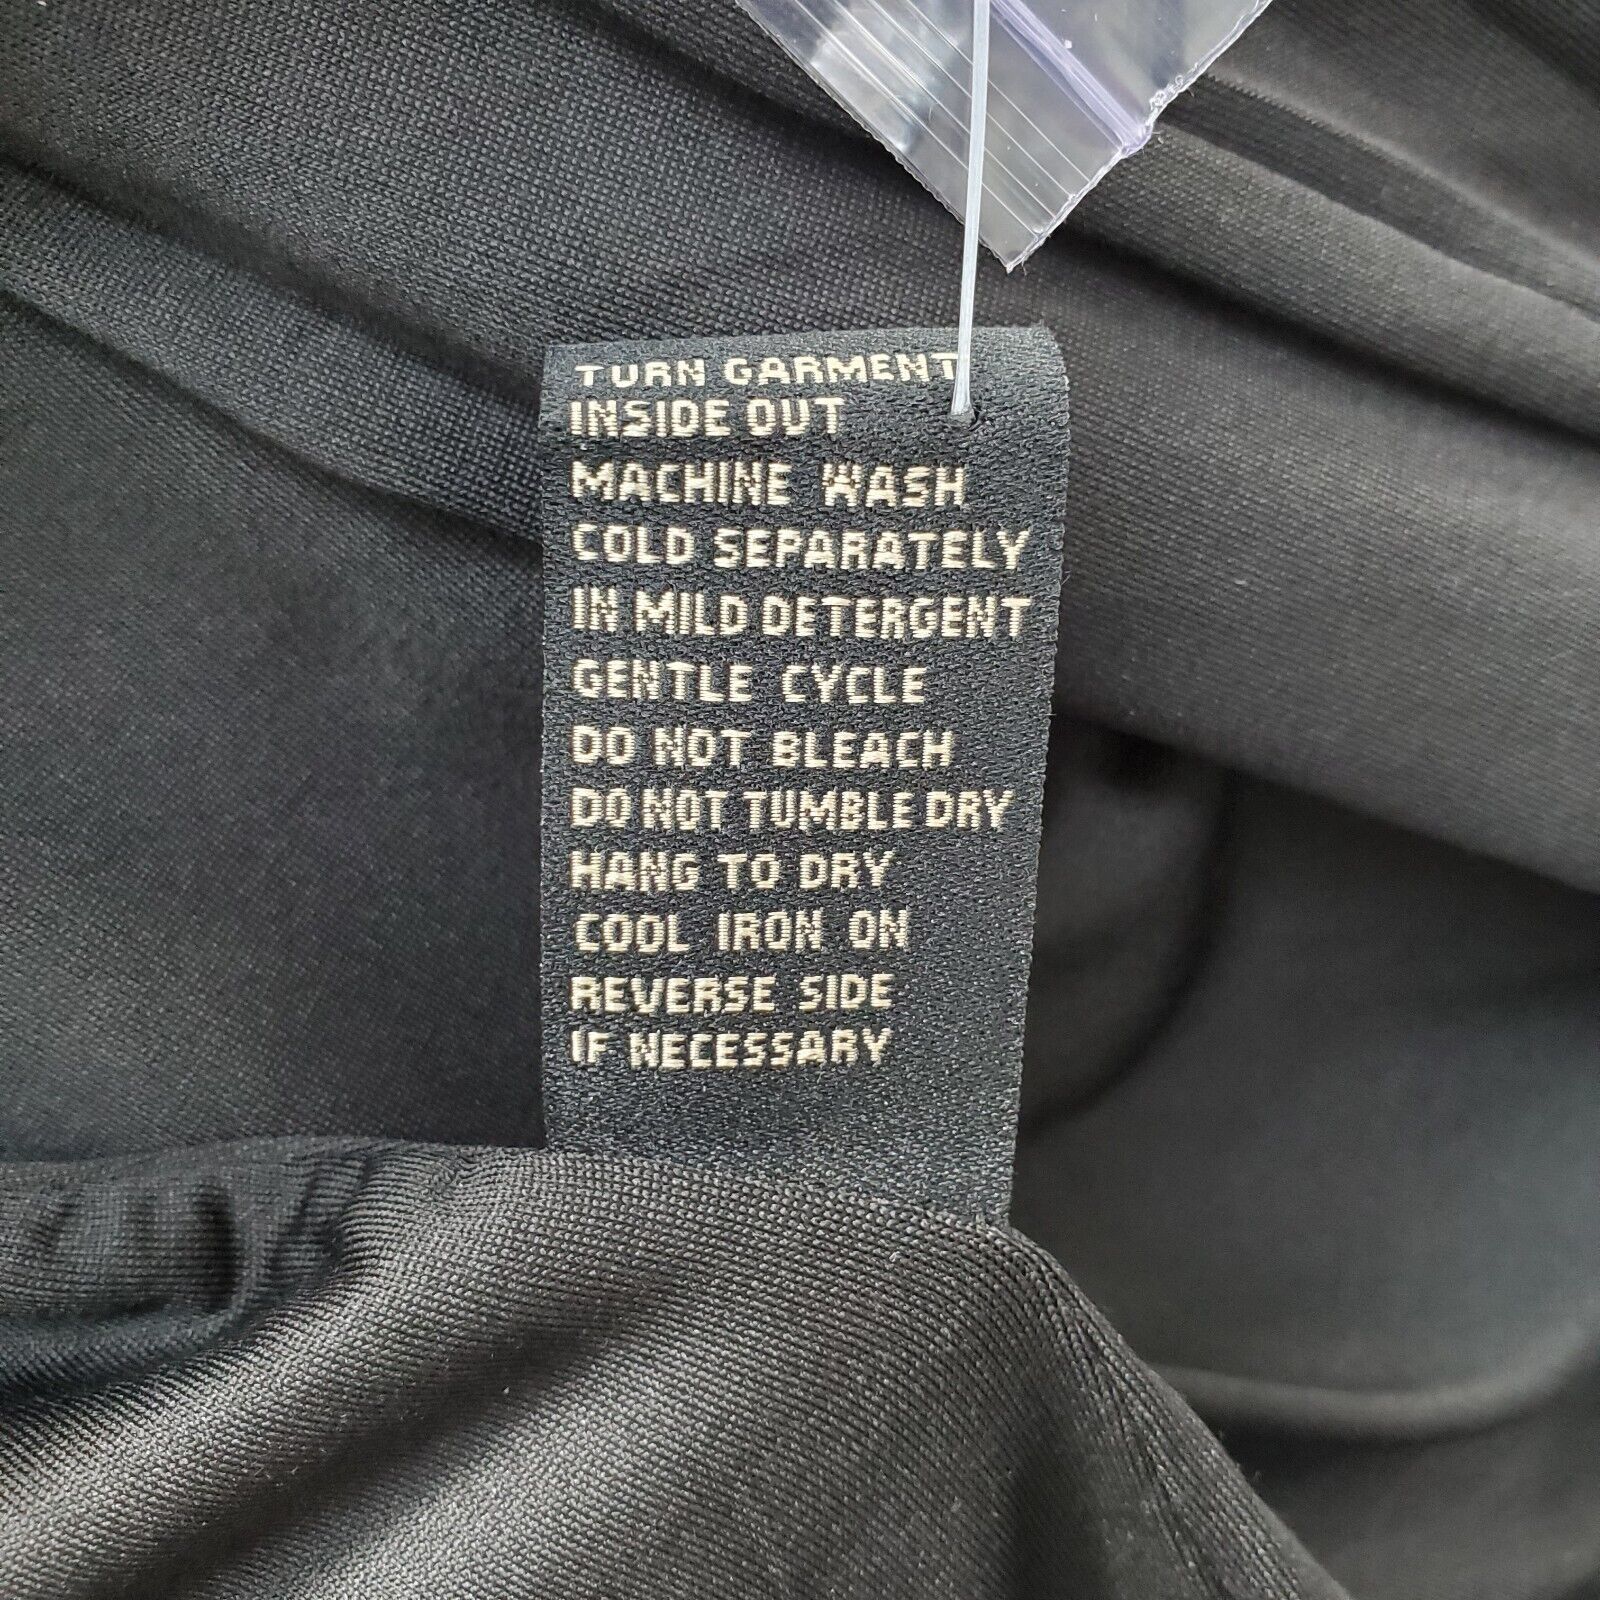 TURN GARMENT
INSIDE OUT
MACHINE WASH
COLD SEPARATELY
IN MILD DETERGENT
GENTLE CYCLE
DO NOT BLEACH
DO NOT TUMBLE DRY
HANG TO DRY
COOL IRON ON
REVERSE SIDE
IF NECESSARY